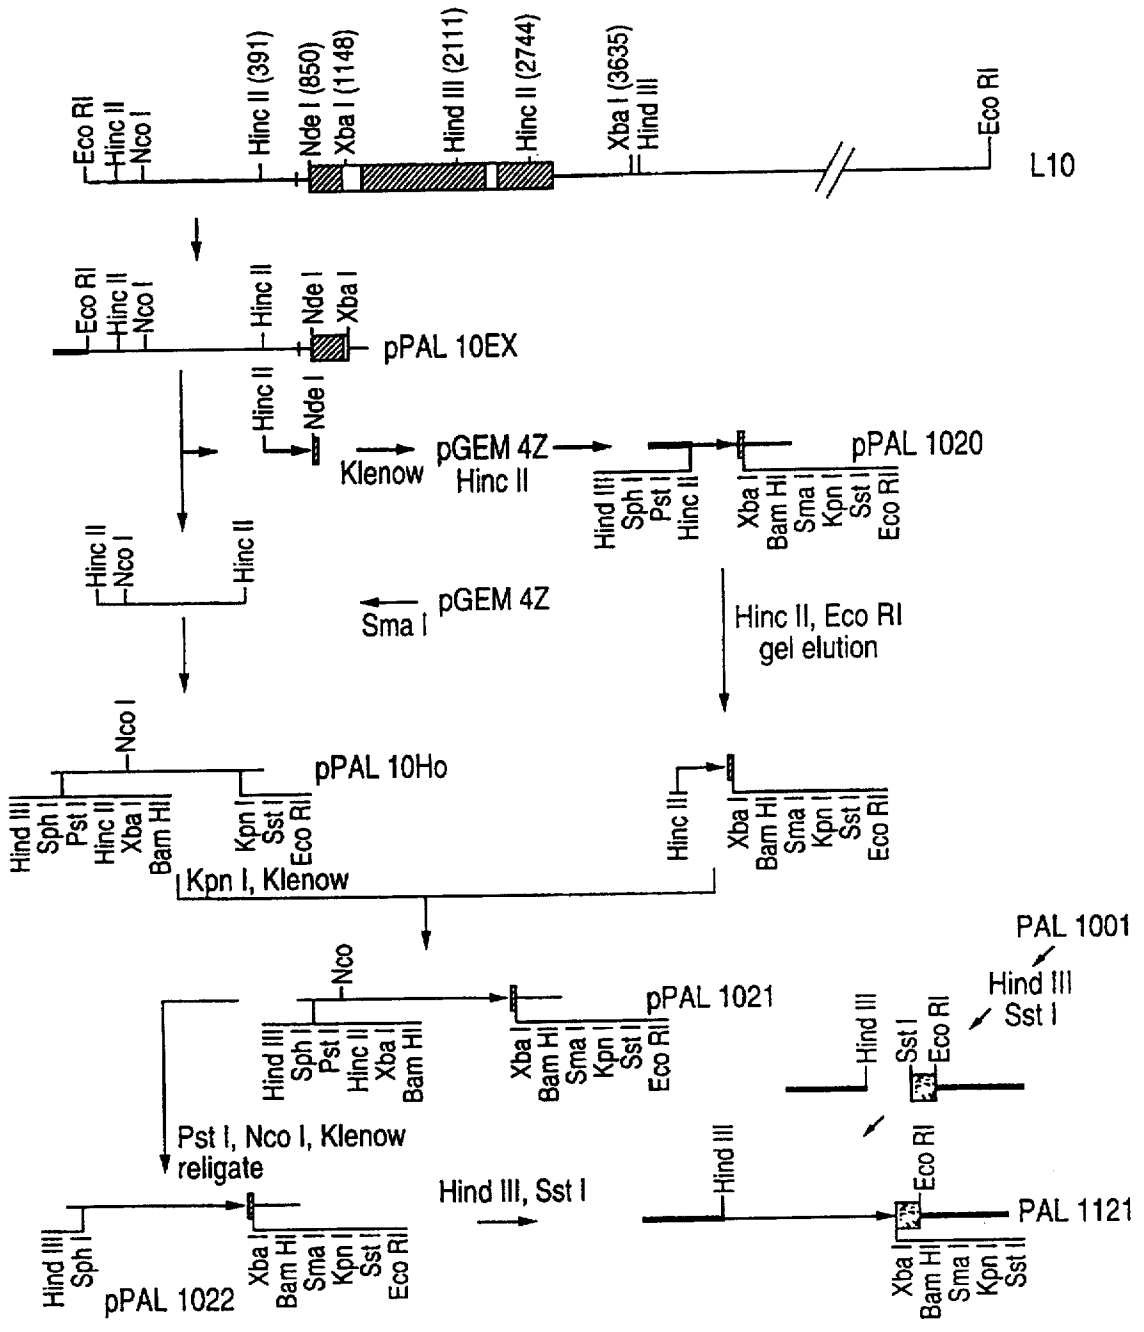 Eco RI
Hinc II
Nco I
Hinc II (391)
Nde I (850)
Xba I (1148)
Hind III (2111)
Hinc II (2744)
Xba I (3635)
Hind III
Eco RI
L10
Eco RI
Hinc II
Nco I
Hinc II
Nde I
Xba I
pPAL 10EX
Hinc II
Nde I
Klenow
pGEM 4Z
Hinc II
pPAL 1020
Hind III
Sph I
Pst I
Hinc II
Xba I
Bam HI
Sma I
Kpn I
Sst I
Eco RI
Hinc II
Nco I
Hinc II
pGEM 4Z
Sma I
Hinc II, Eco RI
gel elution
Nco I
pPAL 10Ho
Hind III
Sph I
Pst I
Hinc II
Xba I
Bam HI
Kpn I
Sst I
Eco RI
Hinc II
Xba I
Bam HI
Sma I
Kpn I
Sst I
Eco RI
Kpn I, Klenow
PAL 1001
Hind III
Sst I
Nco
pPAL 1021
Hind III
Sph I
Pst I
Hinc II
Xba I
Bam HI
Xba I
Bam HI
Sma I
Kpn I
Sst I
Eco RI
Hind III
Sst I
Eco RI
Pst I, Nco I, Klenow
religate
Hind III
Sph I
Xba I
Bam HI
Sma I
Kpn I
Sst I
Eco RI
pPAL 1022
Hind III, Sst I
Hind III
Eco RI
PAL 1121
Xba I
Bam HI
Sma I
Kpn I
Sst II